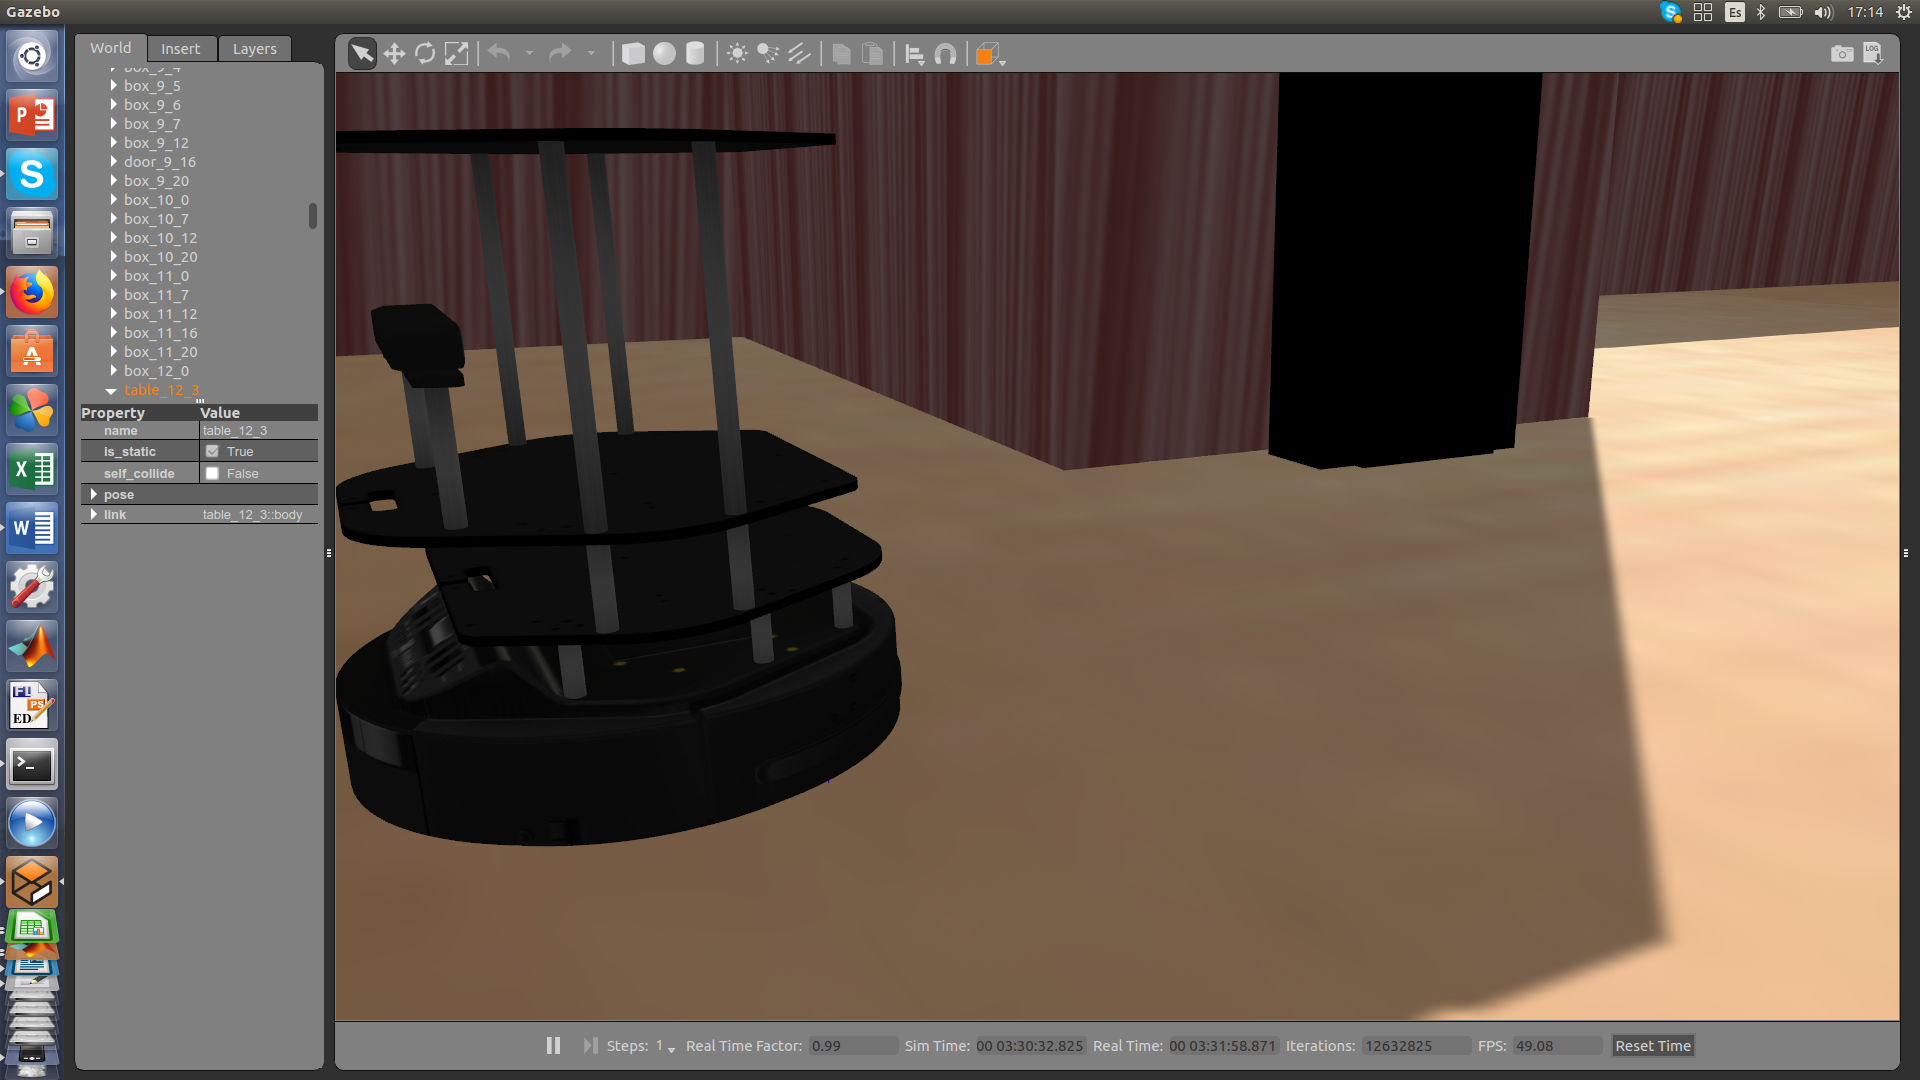 Gazebo
Es
17:14
World
Insert
Layers
LOG
box_9_4
box_9_5
box_9_6
box_9_7
box_9_12
door_9_16
box_9_20
box_10_0
box_10_7
box_10_12
box_10_20
box_11_0
box_11_7
box_11_12
box_11_16
box_11_20
box_12_0
table_12_3
Property Value
name table_12_3
is_static True
self_collide False
pose
link table_12_3::body
Steps: 1 Real Time Factor: 0.99 Sim Time: 00 03:30:32.825 Real Time: 00 03:31:58.871 Iterations: 12632825 FPS: 49.08 Reset Time